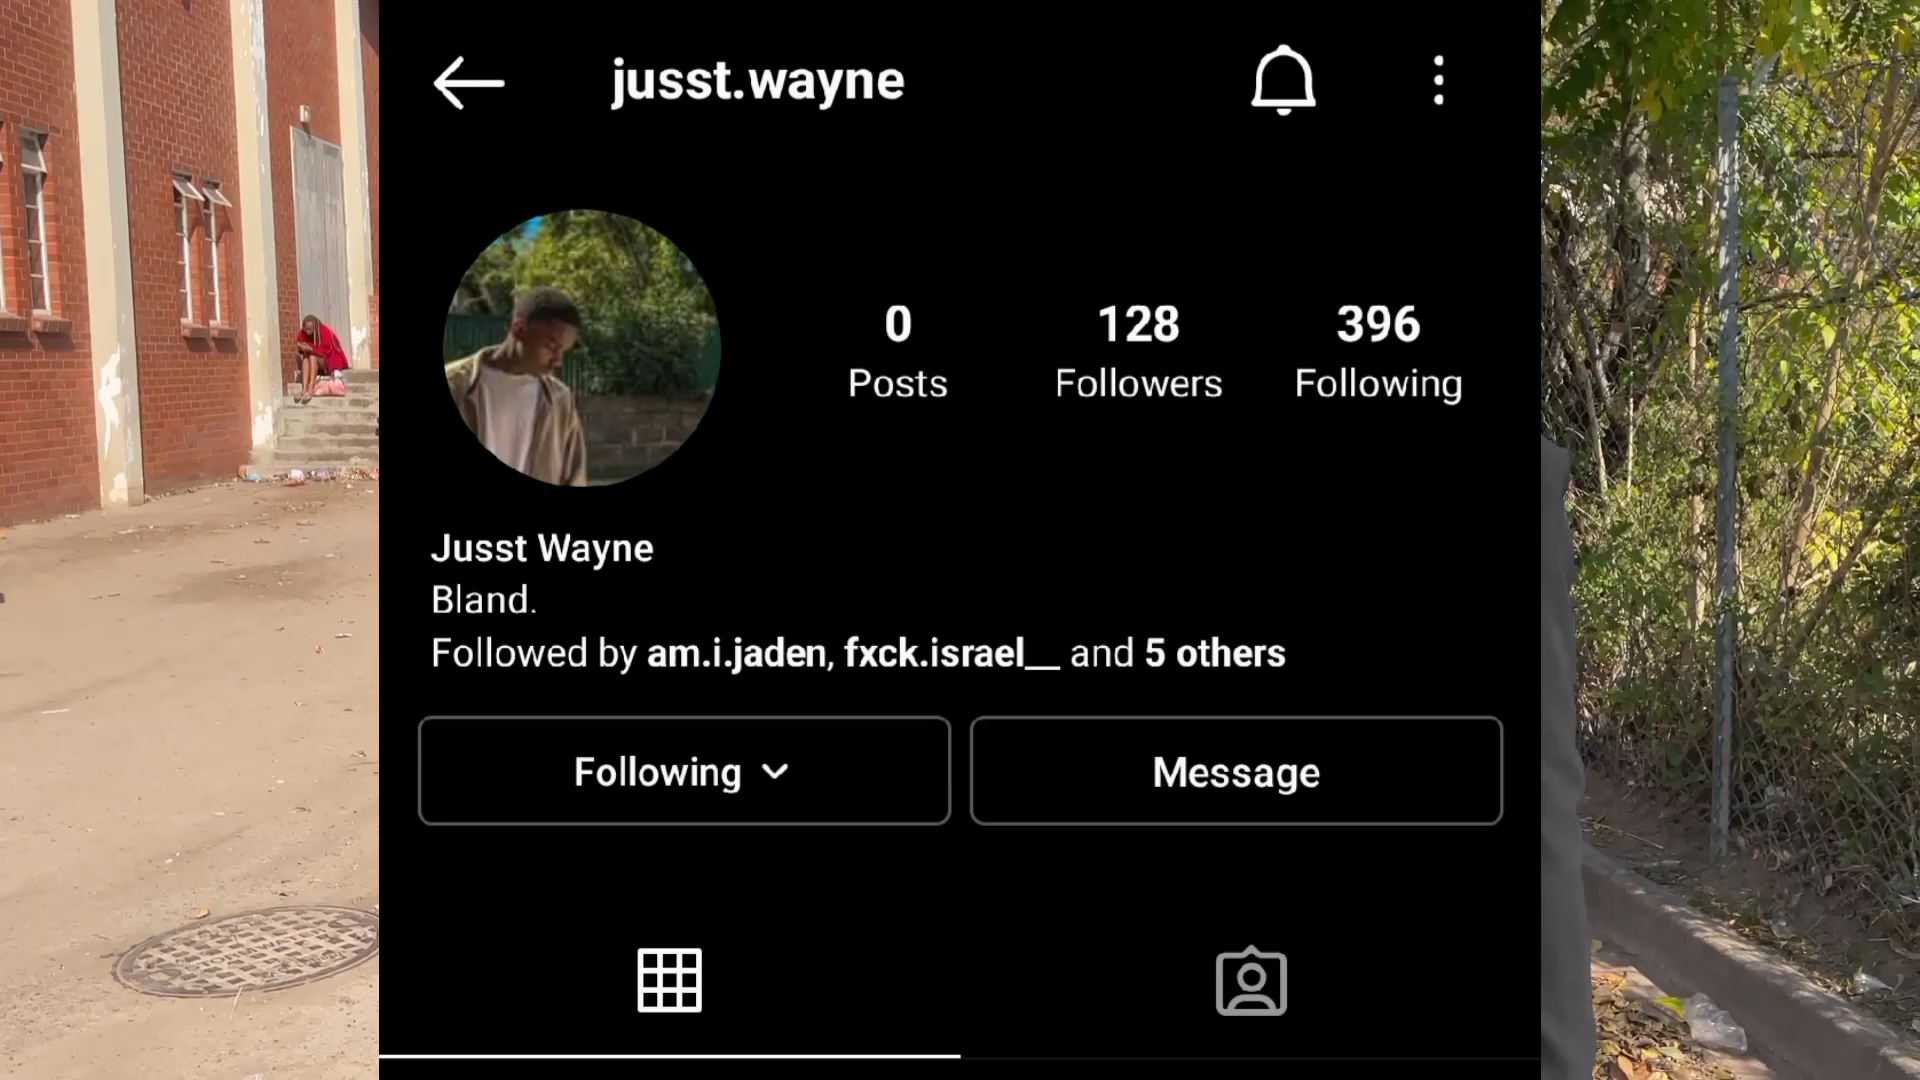 jusst.wayne
0 128 396
Posts Followers Following
Jusst Wayne
Bland.
Followed by am.i.jaden, fxck.israel__ and 5 others
Following Message